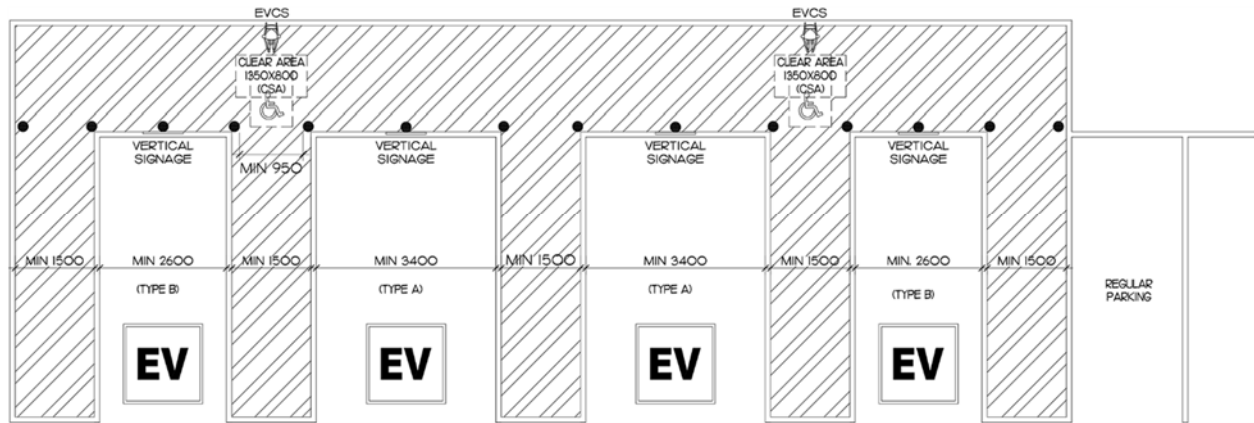 EVCS
EVCS
CLEAR AREA
1350X800
(CSA)
CLEAR AREA
1350X800
(CSA)
VERTICAL
SIGNAGE
MIN 950
VERTICAL
SIGNAGE
VERTICAL
SIGNAGE
VERTICAL
SIGNAGE
MIN 1500
MIN 2600
MIN 1500
MIN 3400
MIN 1500
MIN 3400
MIN 1500
MIN. 2600
MIN 1500
(TYPE B)
(TYPE A)
(TYPE A)
(TYPE B)
REGULAR
PARKING
EV
EV
EV
EV